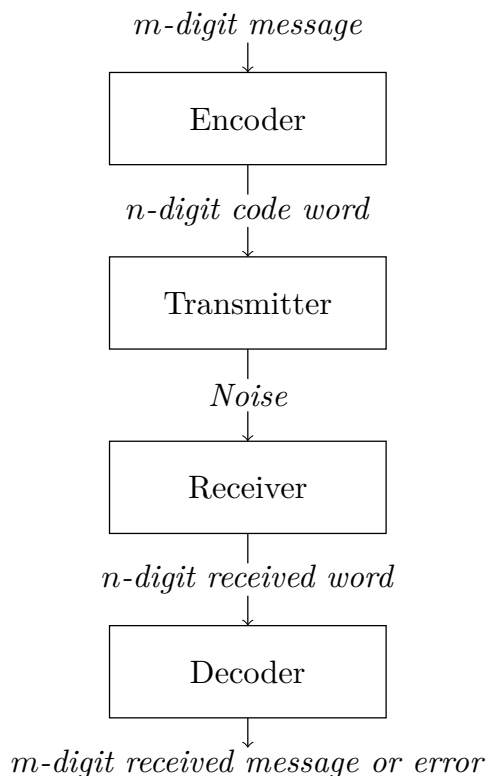 m-digit message
Encoder
n-digit code word
Transmitter
Noise
Receiver
n-digit received word
Decoder
m-digit received message or error